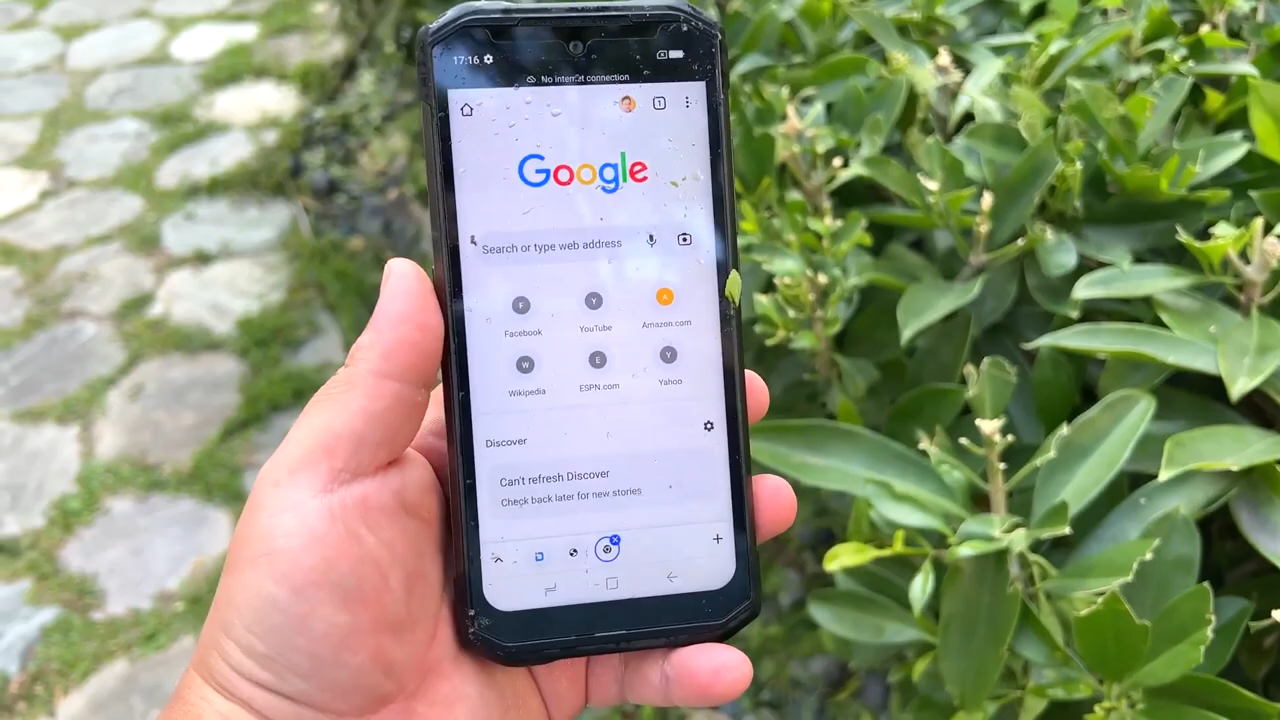 17:16
No internet connection
1
Google
Search or type web address
F Y A
Facebook YouTube Amazon.com
W E Y
Wikipedia ESPN.com Yahoo
Discover
Can't refresh Discover
Check back later for new stories